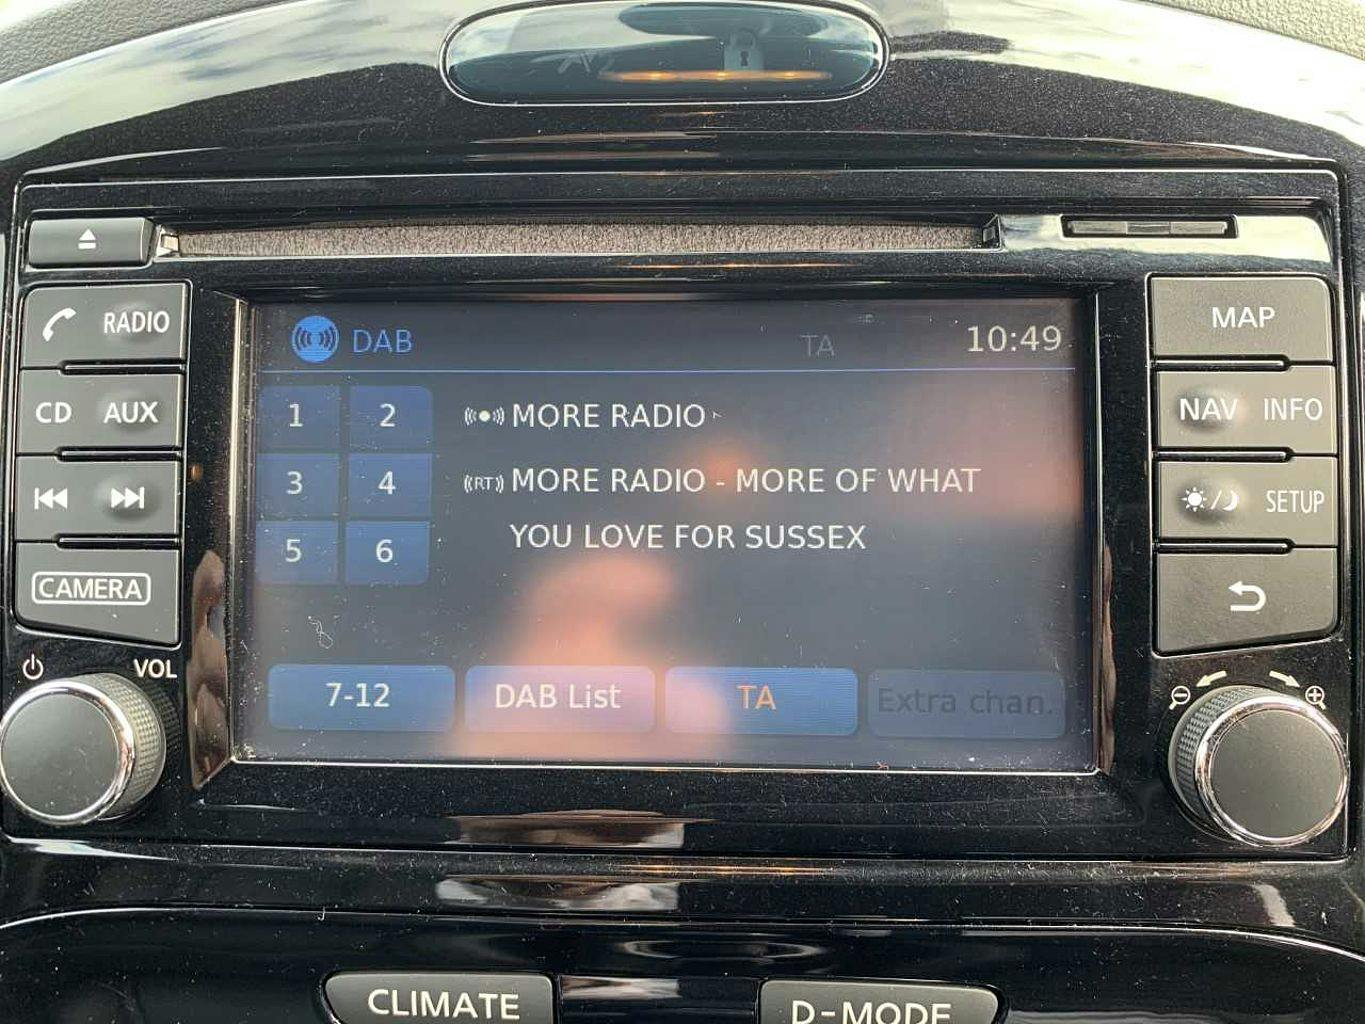 RADIO
CD AUX
CAMERA
VOL
DAB TA 10:49
1 2 MORE RADIO
3 4 RT MORE RADIO - MORE OF WHAT
YOU LOVE FOR SUSSEX
5 6
7-12 DAB List TA Extra chan.
MAP
NAV INFO
SETUP
CLIMATE D-MODE